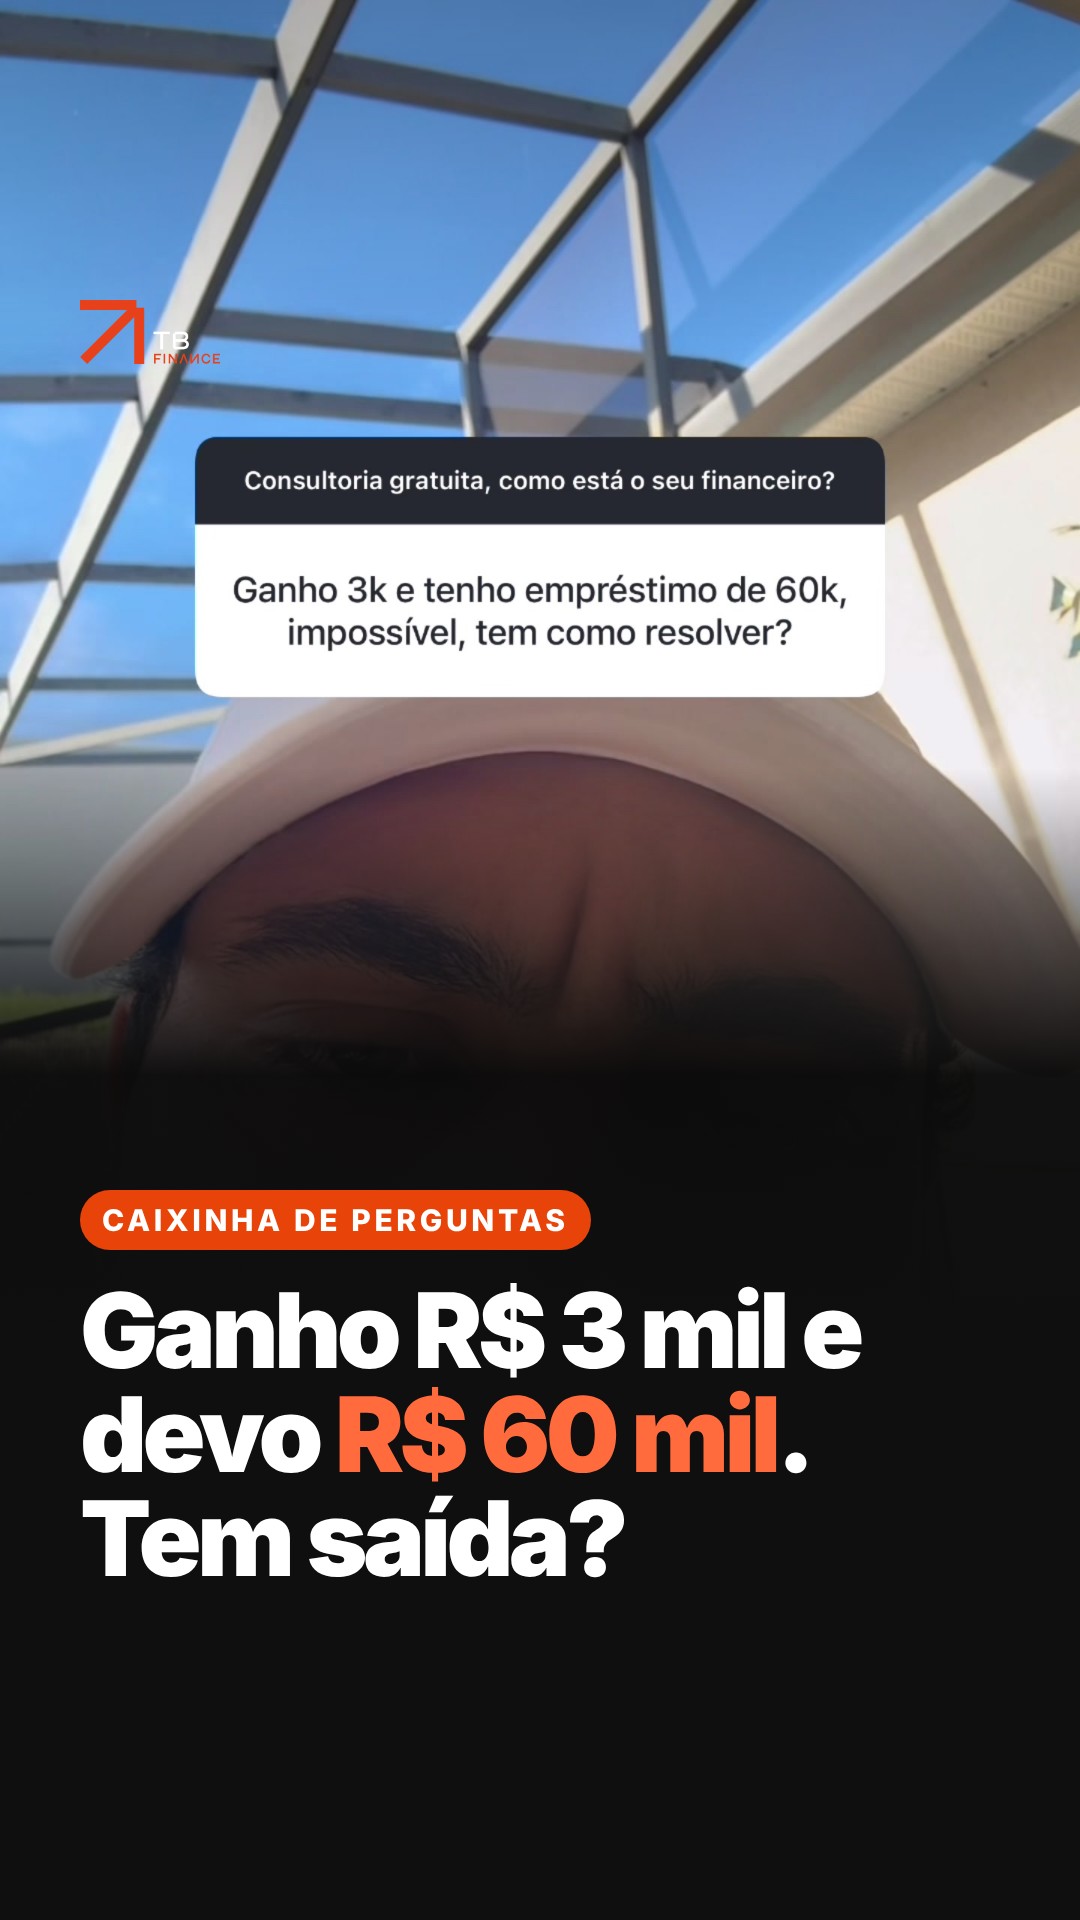 TB
FINANCE
Consultoria gratuita, como está o seu financeiro?
Ganho 3k e tenho empréstimo de 60k,
impossível, tem como resolver?
CAIXINHA DE PERGUNTAS
Ganho R$ 3 mil e
devo R$ 60 mil.
Tem saída?